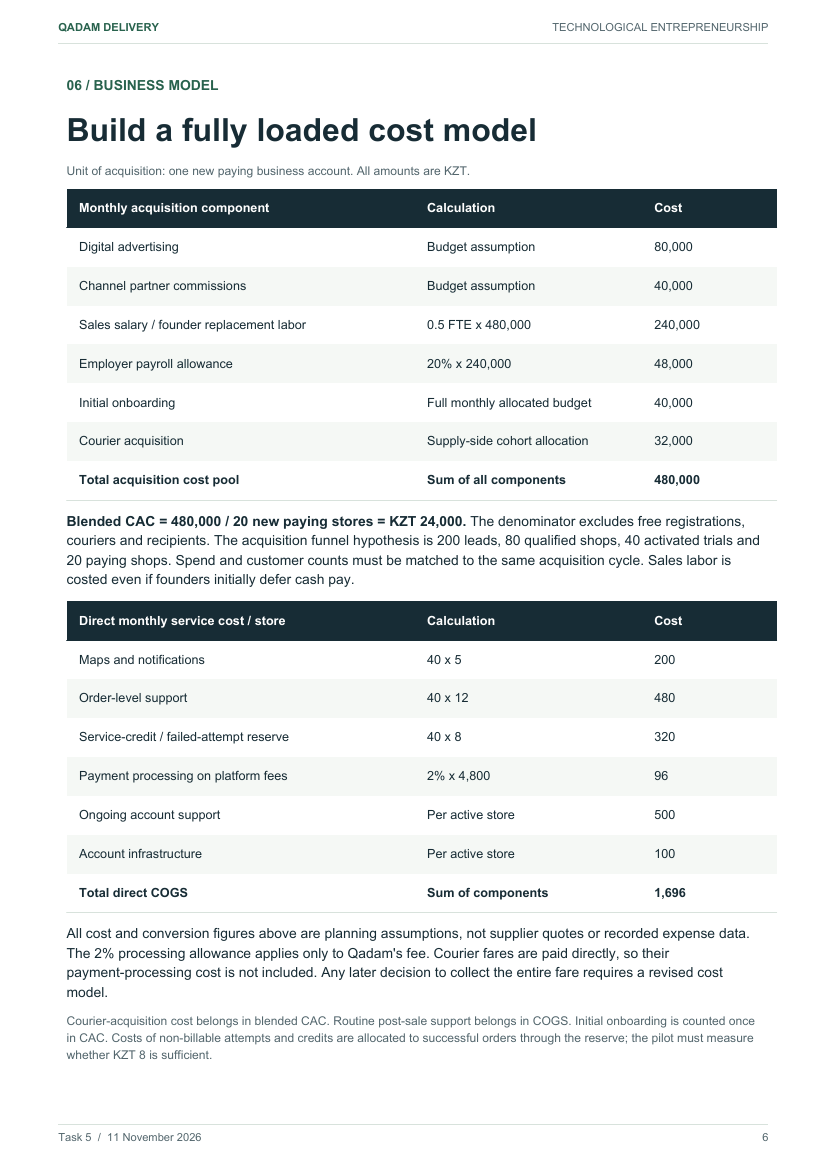 QADAM DELIVERY TECHNOLOGICAL ENTREPRENEURSHIP
06 / BUSINESS MODEL
Build a fully loaded cost model
Unit of acquisition: one new paying business account. All amounts are KZT.
Monthly acquisition component Calculation Cost
Digital advertising Budget assumption 80,000
Channel partner commissions Budget assumption 40,000
Sales salary / founder replacement labor 0.5 FTE x 480,000 240,000
Employer payroll allowance 20% x 240,000 48,000
Initial onboarding Full monthly allocated budget 40,000
Courier acquisition Supply-side cohort allocation 32,000
Total acquisition cost pool Sum of all components 480,000
Blended CAC = 480,000 / 20 new paying stores = KZT 24,000. The denominator excludes free registrations,
couriers and recipients. The acquisition funnel hypothesis is 200 leads, 80 qualified shops, 40 activated trials and
20 paying shops. Spend and customer counts must be matched to the same acquisition cycle. Sales labor is
costed even if founders initially defer cash pay.
Direct monthly service cost / store Calculation Cost
Maps and notifications 40 x 5 200
Order-level support 40 x 12 480
Service-credit / failed-attempt reserve 40 x 8 320
Payment processing on platform fees 2% x 4,800 96
Ongoing account support Per active store 500
Account infrastructure Per active store 100
Total direct COGS Sum of components 1,696
All cost and conversion figures above are planning assumptions, not supplier quotes or recorded expense data.
The 2% processing allowance applies only to Qadam's fee. Courier fares are paid directly, so their
payment-processing cost is not included. Any later decision to collect the entire fare requires a revised cost
model.
Courier-acquisition cost belongs in blended CAC. Routine post-sale support belongs in COGS. Initial onboarding is counted once
in CAC. Costs of non-billable attempts and credits are allocated to successful orders through the reserve; the pilot must measure
whether KZT 8 is sufficient.
Task 5 / 11 November 2026 6